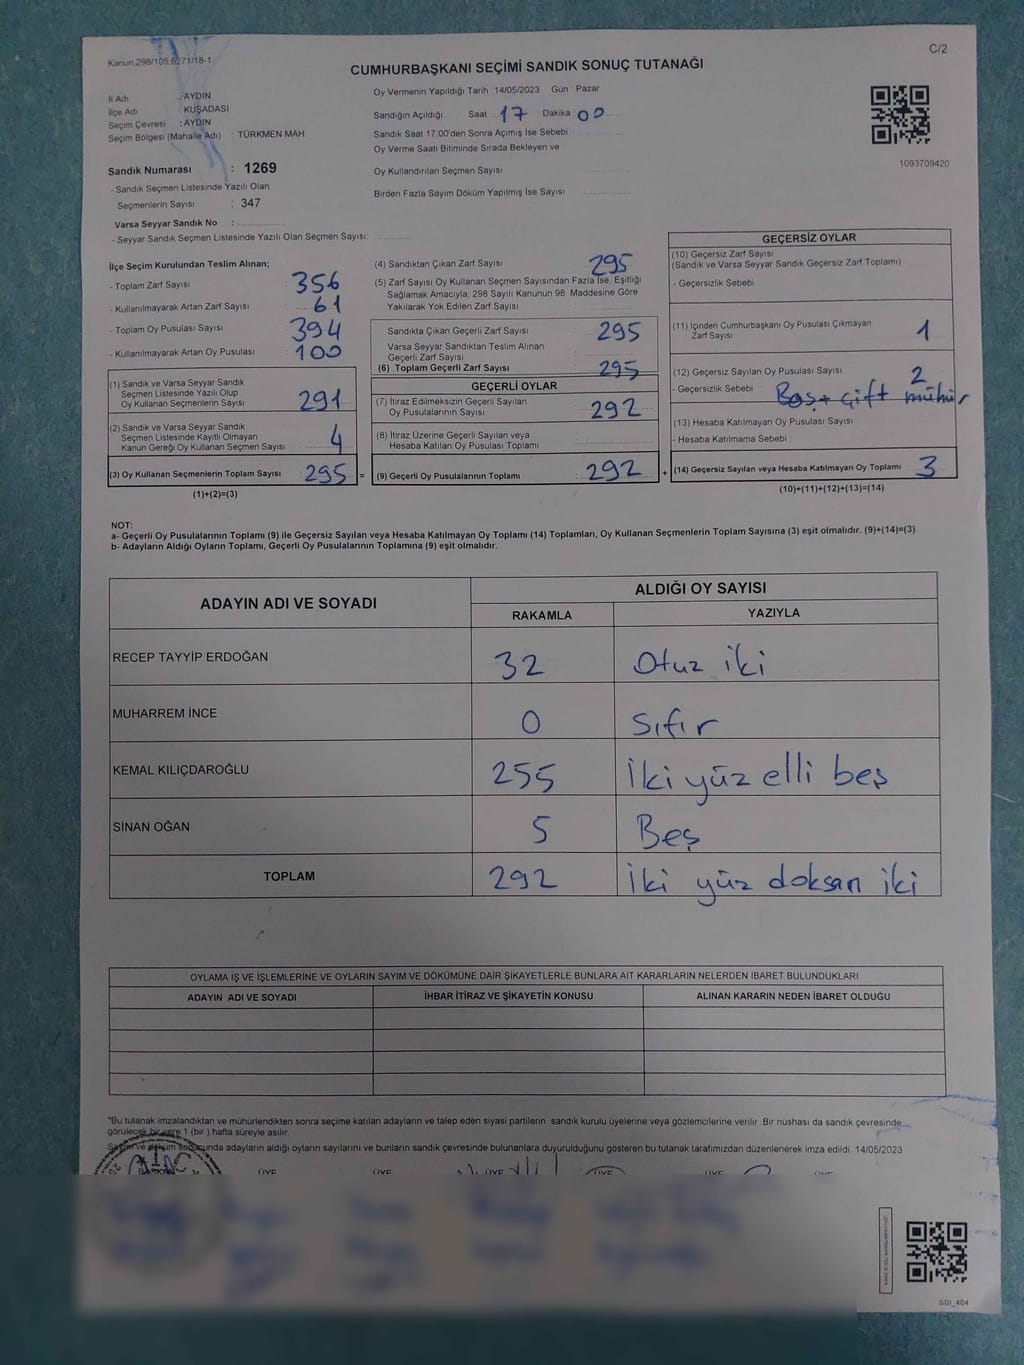 Kanun 298/105,6271/18-1
C/2
CUMHURBAŞKANI SEÇİMİ SANDIK SONUÇ TUTANAĞI
İl Adı : AYDIN
İlçe Adı : KUŞADASI
Seçim Çevresi : AYDIN
Seçim Bölgesi (Mahalle Adı) : TÜRKMEN MAH.
Sandık Numarası : 1269
- Sandık Seçmen Listesinde Yazılı Olan
Seçmenlerin Sayısı : 347
Varsa Seyyar Sandık No :
- Seyyar Sandık Seçmen Listesinde Yazılı Olan Seçmen Sayısı:
Oy Vermenin Yapıldığı Tarih 14/05/2023 Gün : Pazar
Sandığın Açıldığı Saat 17 Dakika 00
Sandık Saat 17.00'den Sonra Açımış İse Sebebi
Oy Verme Saati Bitiminde Sırada Bekleyen ve
Oy Kullandırılan Seçmen Sayısı
Birden Fazla Sayım Döküm Yapılmış İse Sayısı
1093709420
İlçe Seçim Kurulundan Teslim Alınan;
- Toplam Zarf Sayısı : 356
- Kullanılmayarak Artan Zarf Sayısı : 61
- Toplam Oy Pusulası Sayısı : 394
- Kullanılmayarak Artan Oy Pusulası : 100
(1) Sandık ve Varsa Seyyar Sandık
Seçmen Listesinde Yazılı Olup
Oy Kullanan Seçmenlerin Sayısı : 291
(2) Sandık ve Varsa Seyyar Sandık
Seçmen Listesinde Kayıtlı Olmayan
Kanun Gereği Oy Kullanan Seçmen Sayısı : 4
(3) Oy Kullanan Seçmenlerin Toplam Sayısı : 295 =
(1)+(2)=(3)
(4) Sandıktan Çıkan Zarf Sayısı : 295
(5) Zarf Sayısı Oy Kullanan Seçmen Sayısından Fazla İse, Eşitliği
Sağlamak Amacıyla; 298 Sayılı Kanunun 98. Maddesine Göre
Yakılarak Yok Edilen Zarf Sayısı :
Sandıkta Çıkan Geçerli Zarf Sayısı : 295
Varsa Seyyar Sandıktan Teslim Alınan
Geçerli Zarf Sayısı :
(6) Toplam Geçerli Zarf Sayısı : 295
GEÇERLİ OYLAR
(7) İtiraz Edilmeksizin Geçerli Sayılan
Oy Pusulalarının Sayısı : 292
(8) İtiraz Üzerine Geçerli Sayılan veya
Hesaba Katılan Oy Pusulası Toplamı :
(9) Geçerli Oy Pusulalarının Toplamı : 292 +
GEÇERSİZ OYLAR
(10) Geçersiz Zarf Sayısı
(Sandık ve Varsa Seyyar Sandık Geçersiz Zarf Toplamı)
- Geçersizlik Sebebi
(11) İçinden Cumhurbaşkanı Oy Pusulası Çıkmayan
Zarf Sayısı 1
(12) Geçersiz Sayılan Oy Pusulası Sayısı 2
- Geçersizlik Sebebi : Boş + Çift mühür
(13) Hesaba Katılmayan Oy Pusulası Sayısı
- Hesaba Katılmama Sebebi
(14) Geçersiz Sayılan veya Hesaba Katılmayan Oy Toplamı : 3
(10)+(11)+(12)+(13)=(14)
NOT:
a- Geçerli Oy Pusulalarının Toplamı (9) ile Geçersiz Sayılan veya Hesaba Katılmayan Oy Toplamı (14) Toplamları, Oy Kullanan Seçmenlerin Toplam Sayısına (3) eşit olmalıdır. (9)+(14)=(3)
b- Adayların Aldığı Oyların Toplamı, Geçerli Oy Pusulalarının Toplamına (9) eşit olmalıdır.
ADAYIN ADI VE SOYADI
ALDIĞI OY SAYISI
RAKAMLA YAZIYLA
RECEP TAYYİP ERDOĞAN 32 Otuz iki
MUHARREM İNCE 0 Sıfır
KEMAL KILIÇDAROĞLU 255 İki yüz elli beş
SİNAN OĞAN 5 Beş
TOPLAM 292 İki yüz doksan iki
OYLAMA İŞ VE İŞLEMLERİNE VE OYLARIN SAYIM VE DÖKÜMÜNE DAİR ŞİKAYETLERLE BUNLARA AİT KARARLARIN NELERDEN İBARET BULUNDUKLARI
ADAYIN ADI VE SOYADI İHBAR İTİRAZ VE ŞİKAYETİN KONUSU ALINAN KARARIN NEDEN İBARET OLDUĞU
*Bu tutanak imzalandıktan ve mühürlendikten sonra seçime katılan adayların ve talep eden siyasi partilerin sandık kurulu üyelerine veya gözlemcilerine verilir. Bir nüshası da sandık çevresinde
görülecek bir yere 1 (bir ) hafta süreyle asılır.
Seçim ve döküm sonucunda adayların aldığı oyların sayılarını ve bunların sandık çevresinde bulunanlara duyurulduğunu gösteren bu tutanak tarafımızdan düzenlenerek imza edildi. 14/05/2023
ÜYE ÜYE ÜYE ÜYE ÜYE ÜYE
SSI_404